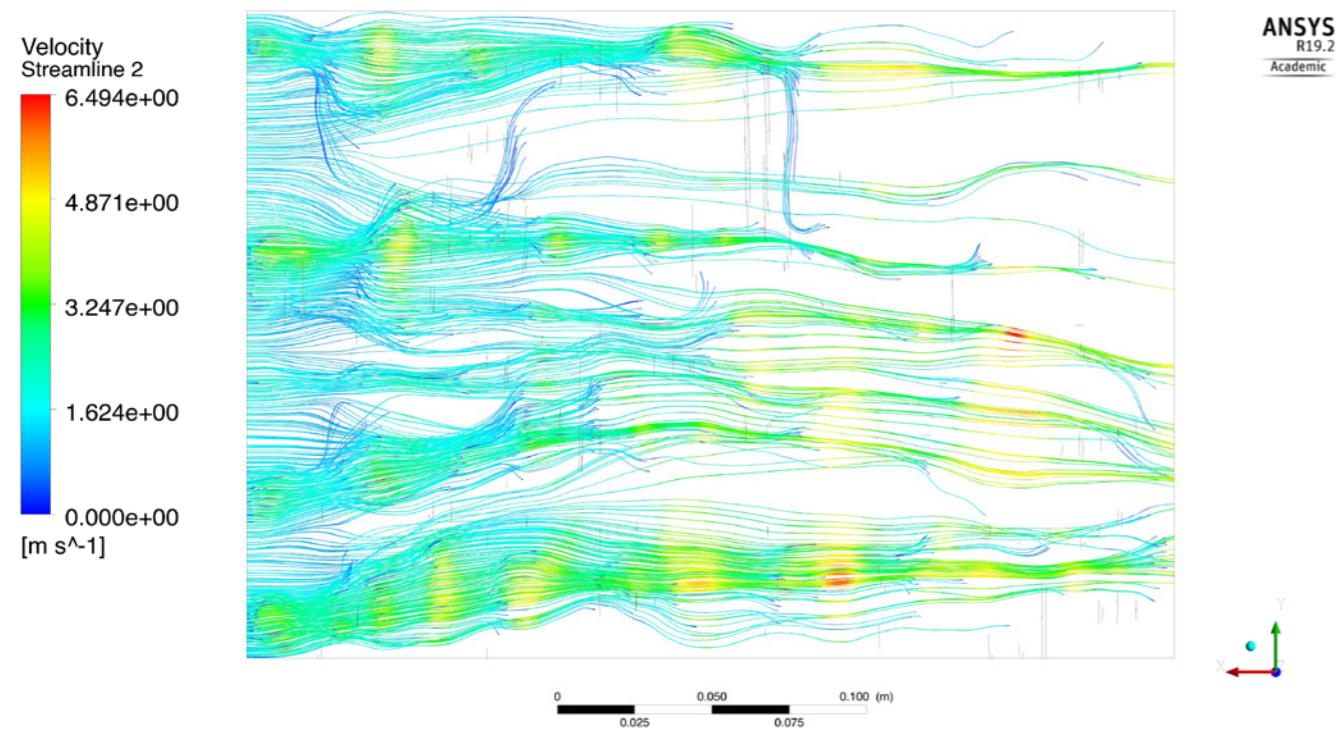 Velocity
Streamline 2
6.494e+00
4.871e+00
3.247e+00
1.624e+00
0.000e+00
[m s^-1]
ANSYS
R19.2
Academic
0 0.050 0.100 (m)
0.025 0.075
Y
X
Z